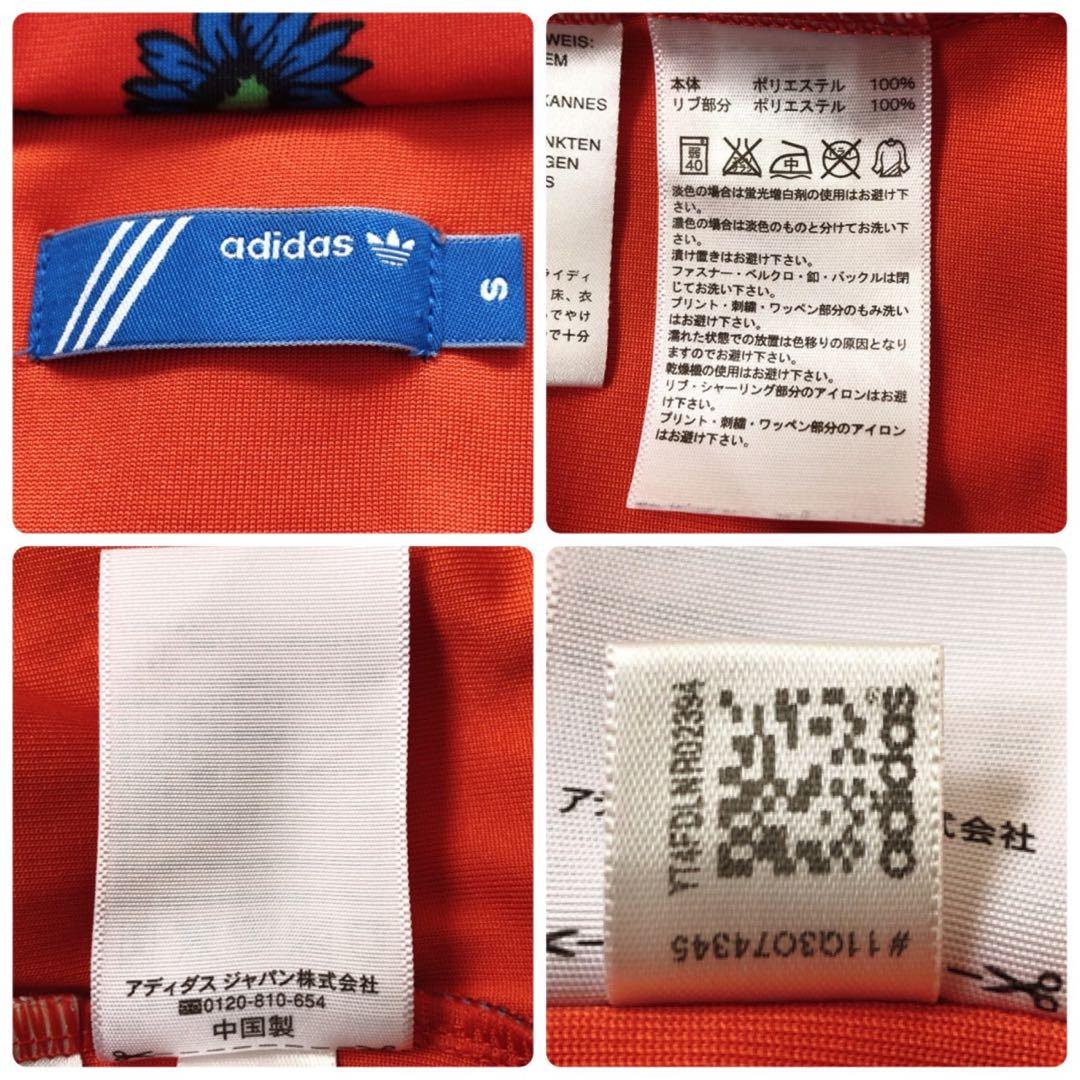 adidas
S
WEIS:
EM
KANNES
NKTEN
GEN
S
ライディ
床、衣
やけ
で十分
本体 ポリエステル 100%
リブ部分 ポリエステル 100%
弱
40
中
ドライ
淡色の場合は蛍光増白剤の使用はお避け下
さい。
濃色の場合は淡色のものと分けてお洗い下
さい。
漬け置きはお避け下さい。
ファスナー・ベルクロ・釦・バックルは閉
じてお洗い下さい。
プリント・刺繍・ワッペン部分のもみ洗い
はお避け下さい。
濡れた状態での放置は色移りの原因となり
ますのでお避け下さい。
乾燥機の使用はお避け下さい。
リブ・シャーリング部分のアイロンはお避
け下さい。
プリント・刺繍・ワッペン部分のアイロン
はお避け下さい。
アディダス ジャパン株式会社
0120-810-654
中国製
アデ
式会社
adidas
#11Q3074345